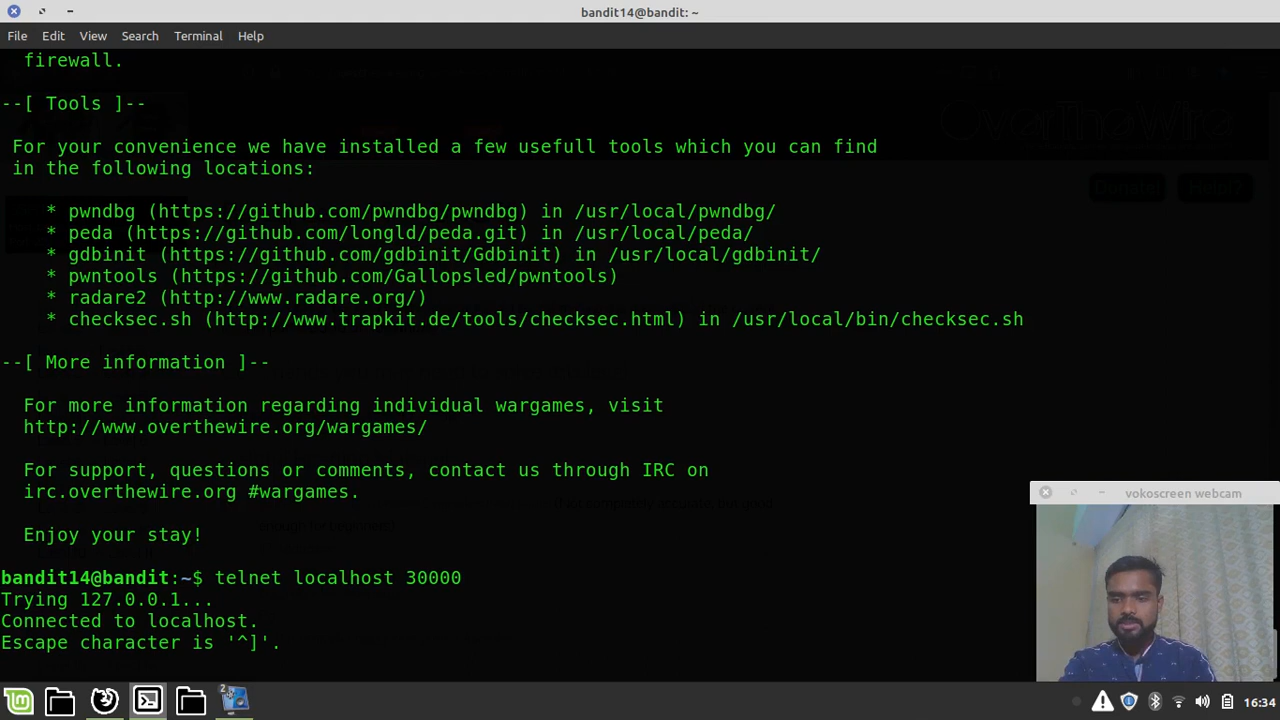 bandit14@bandit: ~
File Edit View Search Terminal Help
firewall.
--[ Tools ]--
For your convenience we have installed a few usefull tools which you can find
in the following locations:
* pwndbg (https://github.com/pwndbg/pwndbg) in /usr/local/pwndbg/
* peda (https://github.com/longld/peda.git) in /usr/local/peda/
* gdbinit (https://github.com/gdbinit/Gdbinit) in /usr/local/gdbinit/
* pwntools (https://github.com/Gallopsled/pwntools)
* radare2 (http://www.radare.org/)
* checksec.sh (http://www.trapkit.de/tools/checksec.html) in /usr/local/bin/checksec.sh
--[ More information ]--
For more information regarding individual wargames, visit
http://www.overthewire.org/wargames/
For support, questions or comments, contact us through IRC on
irc.overthewire.org #wargames.
Enjoy your stay!
bandit14@bandit:~$ telnet localhost 30000
Trying 127.0.0.1...
Connected to localhost.
Escape character is '^]'.
OverTheWire
Donate!
Help!?
vokoscreen webcam
2
16:34